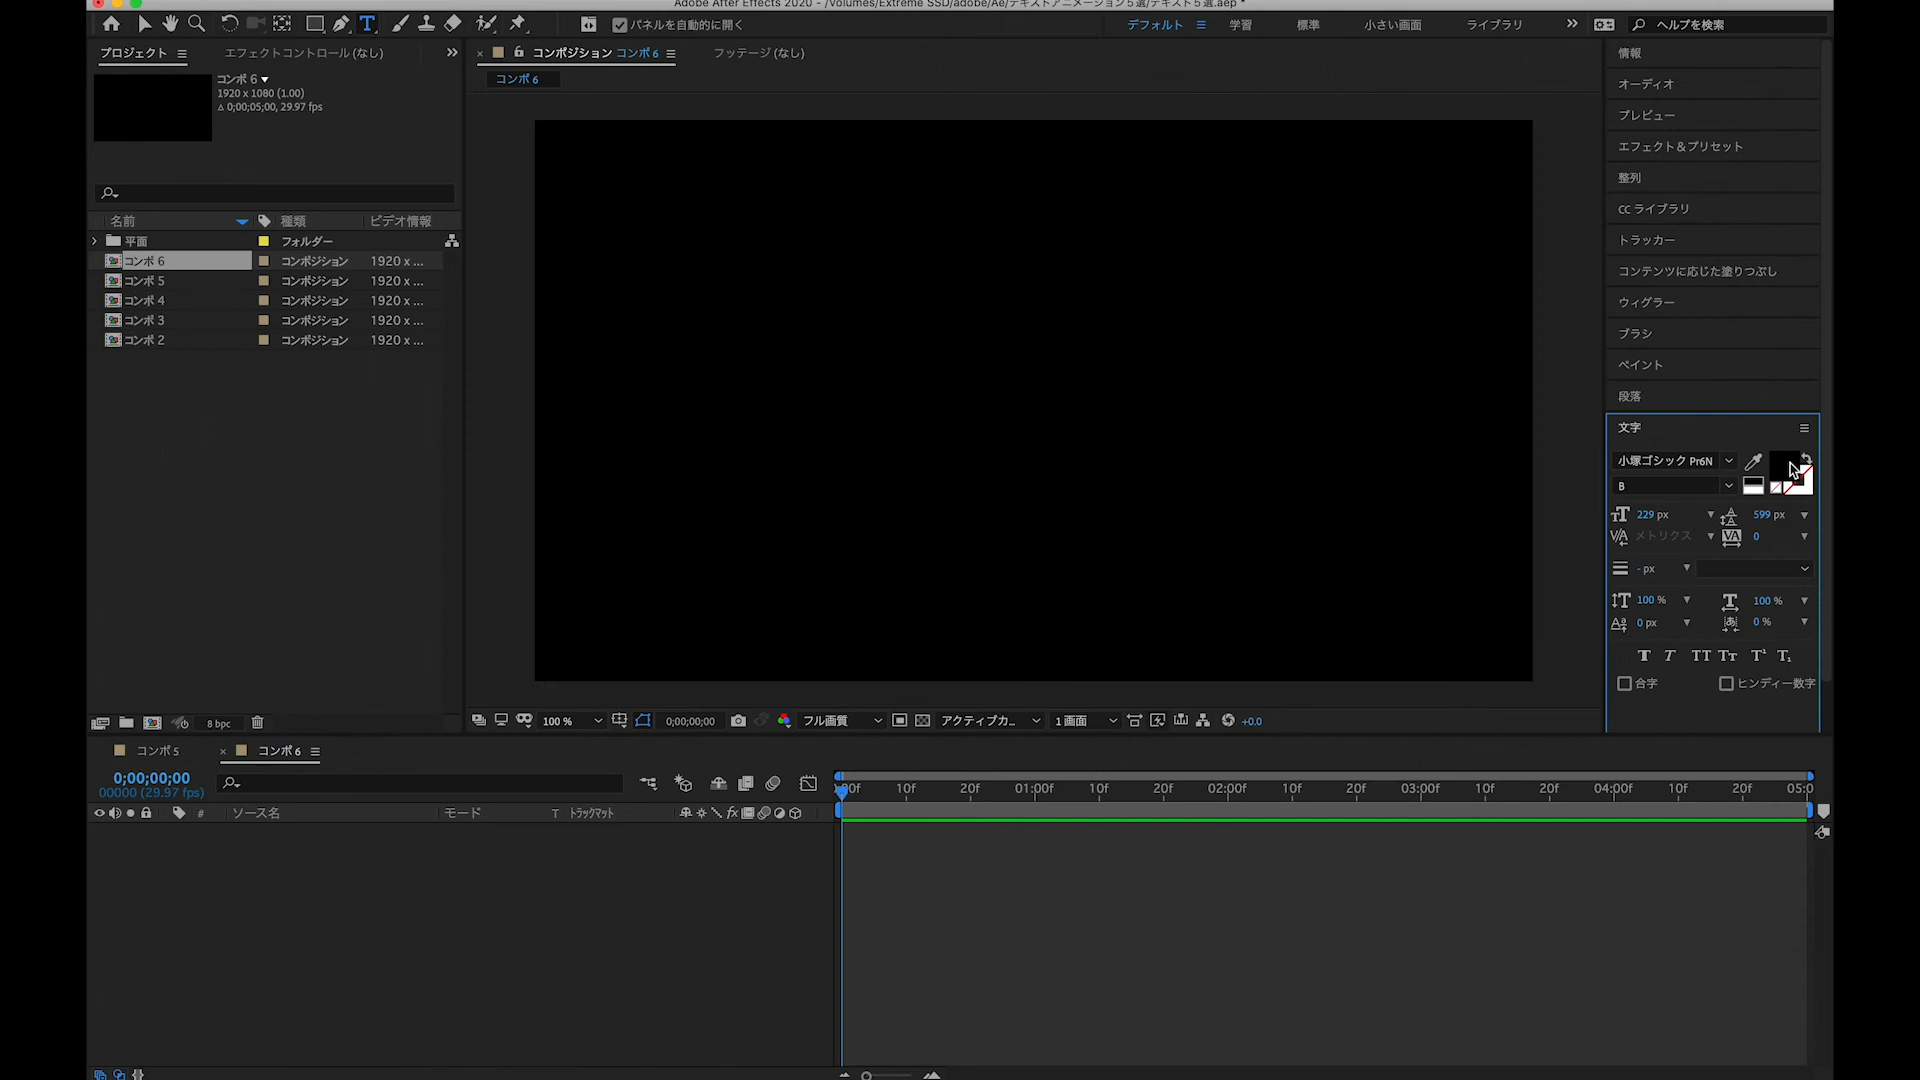 Adobe After Effects 2020 - /Volumes/Extreme SSD/adobe/Ae/テキストアニメーション５選/テキスト５選.aep *
パネルを自動的に開く
デフォルト
学習
標準
小さい画面
ライブラリ
ヘルプを検索
プロジェクト
エフェクトコントロール (なし)
コンポジション コンポ 6
フッテージ (なし)
コンポ 6
コンポ 6
1920 x 1080 (1.00)
Δ 0;00;05;00, 29.97 fps
名前
種類
ビデオ情報
平面
フォルダー
コンポ 6
コンポジション
1920 x ...
コンポ 5
コンポジション
1920 x ...
コンポ 4
コンポジション
1920 x ...
コンポ 3
コンポジション
1920 x ...
コンポ 2
コンポジション
1920 x ...
情報
オーディオ
プレビュー
エフェクト＆プリセット
整列
CC ライブラリ
トラッカー
コンテンツに応じた塗りつぶし
ウィグラー
ブラシ
ペイント
段落
文字
小塚ゴシック Pr6N
B
229 px
599 px
メトリクス
0
- px
100 %
100 %
0 px
0 %
合字
ヒンディー数字
8 bpc
100 %
0;00;00;00
フル画質
アクティブカ...
1 画面
+0.0
コンポ 5
コンポ 6
0;00;00;00
00000 (29.97 fps)
:00f
10f
20f
01:00f
10f
20f
02:00f
10f
20f
03:00f
10f
20f
04:00f
10f
20f
05:0
#
ソース名
モード
T
トラックマット